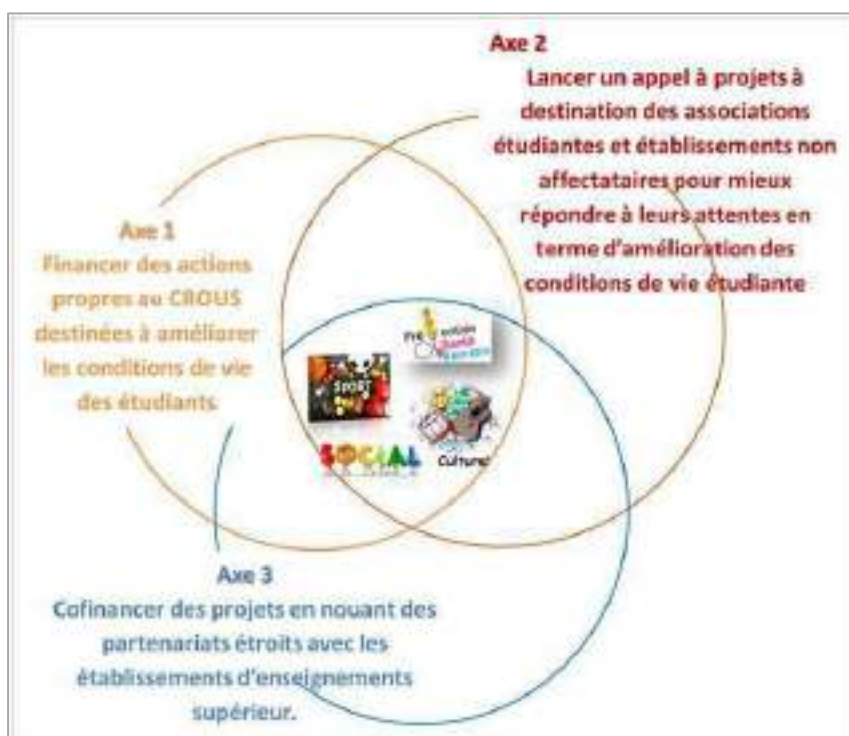 Axe 2
Lancer un appel à projets à
destination des associations
étudiantes et établissements non
affectataires pour mieux
répondre à leurs attentes en
terme d'amélioration des
conditions de vie étudiante
Axe 1
Financer des actions
propres au CROUS
destinées à améliorer
les conditions de vie
des étudiants
Santé
SPORT
SOCIAL
Culture
Axe 3
Cofinancer des projets en nouant des
partenariats étroits avec les
établissements d'enseignements
supérieur.